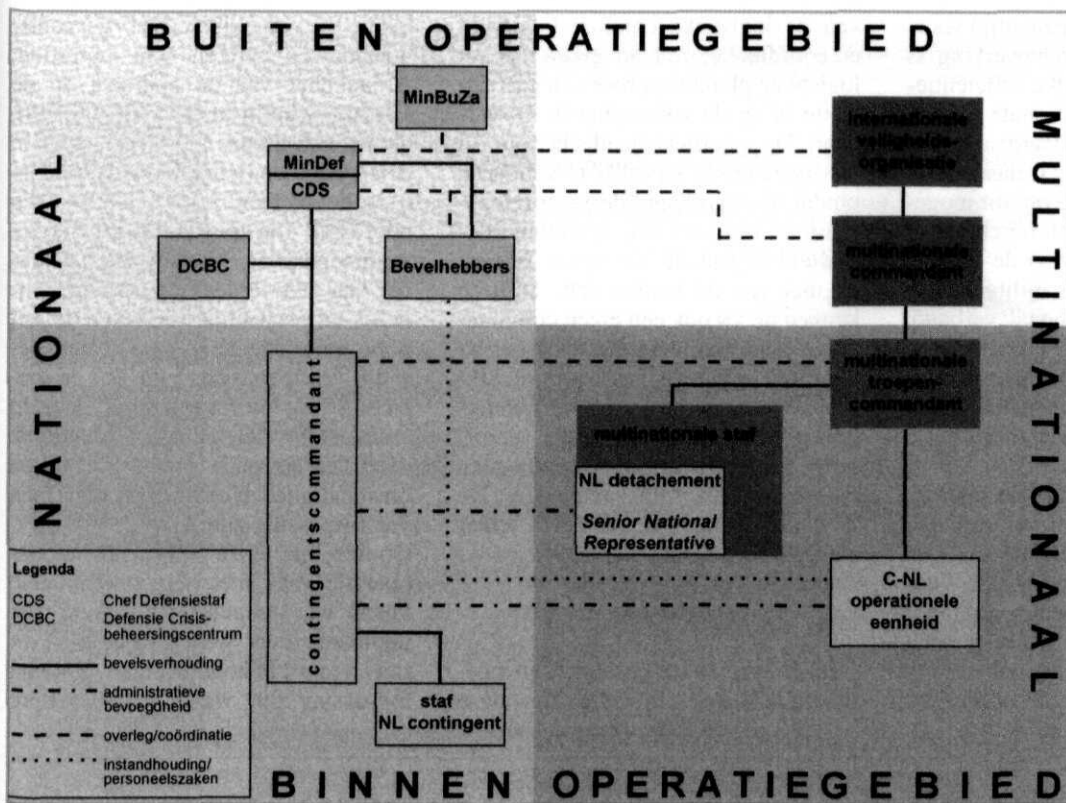 BUITEN OPERATIEGEBIED
NATIONAAL
MULTINATIONAAL
MinBuZa
MinDef
CDS
DCBC
Bevelhebbers
internationale
veiligheids-
organisatie
multinationale
commandant
multinationale
troepen-
commandant
contingentscommandant
multinationale staf
NL detachement
Senior National
Representative
C-NL
operationele
eenheid
staf
NL contingent
Legenda
CDS Chef Defensiestaf
DCBC Defensie Crisis-
beheersingscentrum
bevelsverhouding
administratieve
bevoegdheid
overleg/coördinatie
instandhouding/
personeelszaken
BINNEN OPERATIEGEBIED